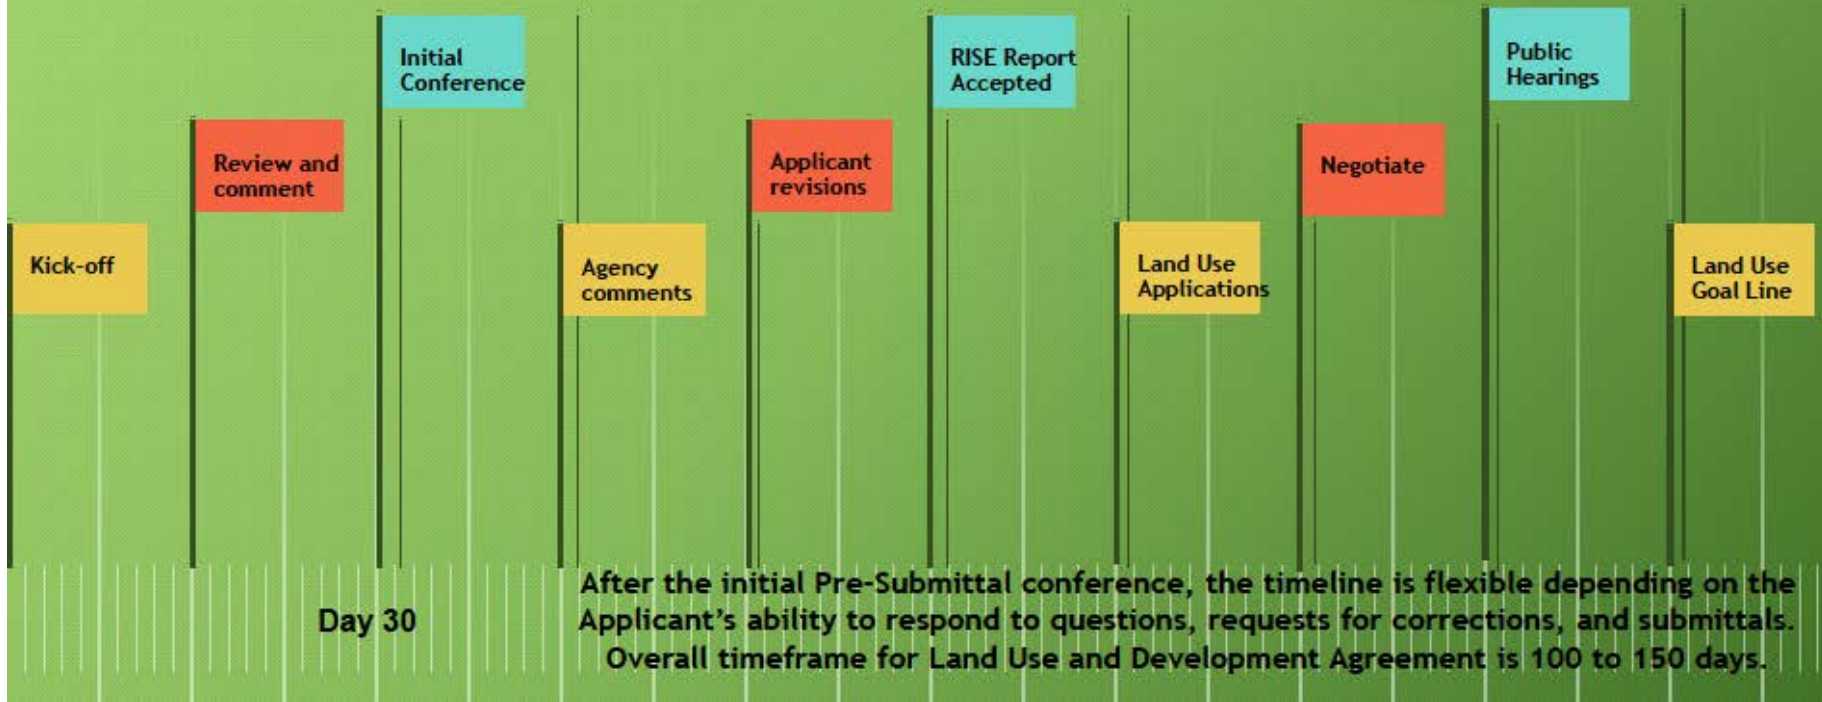 Kick-off
Review and
comment
Initial
Conference
Agency
comments
Applicant
revisions
RISE Report
Accepted
Land Use
Applications
Negotiate
Public
Hearings
Land Use
Goal Line
Day 30
After the initial Pre-Submittal conference, the timeline is flexible depending on the
Applicant's ability to respond to questions, requests for corrections, and submittals.
Overall timeframe for Land Use and Development Agreement is 100 to 150 days.